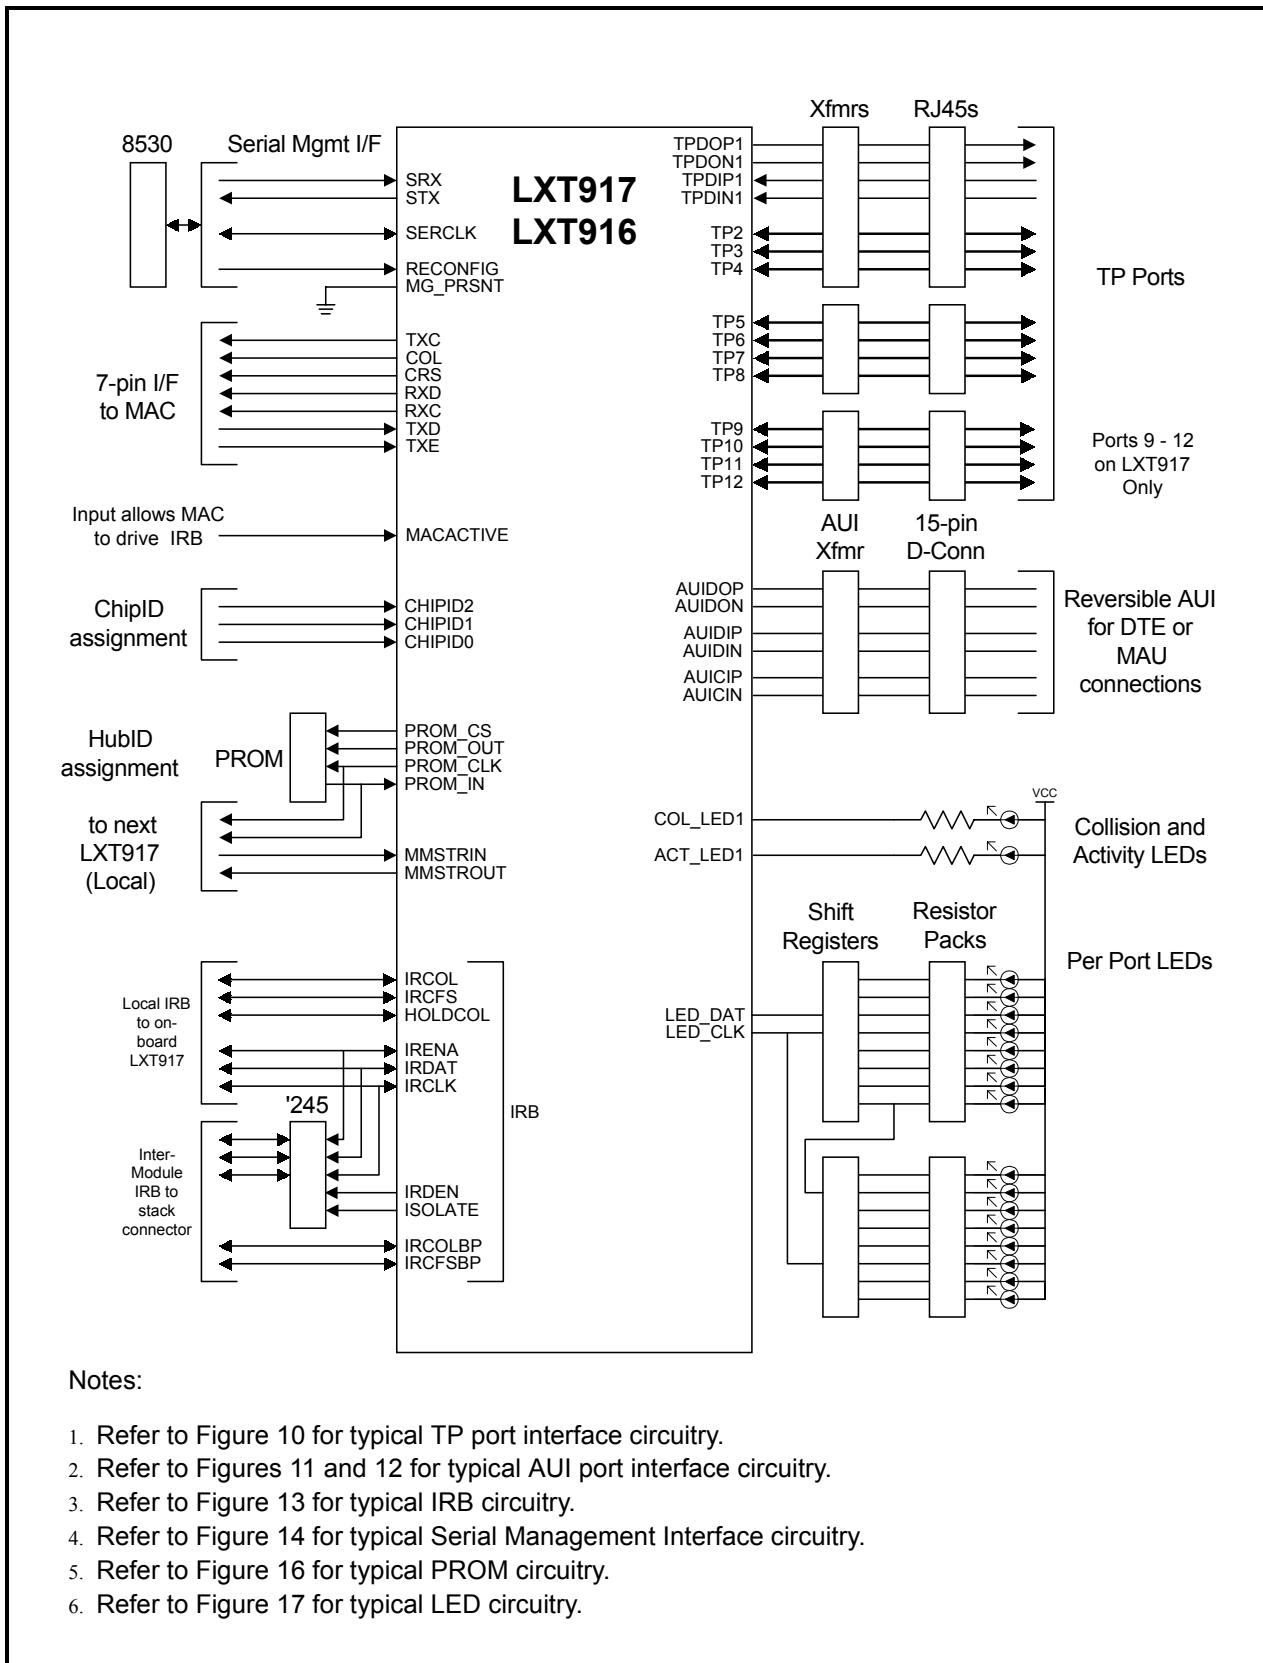 Xfmrs
RJ45s
8530
Serial Mgmt I/F
LXT917
LXT916
SRX
STX
SERCLK
RECONFIG
MG_PRSNT
TPDOP1
TPDON1
TPDIP1
TPDIN1
TP2
TP3
TP4
TP5
TP6
TP7
TP8
TP9
TP10
TP11
TP12
TP Ports
Ports 9 - 12
on LXT917
Only
7-pin I/F
to MAC
TXC
COL
CRS
RXD
RXC
TXD
TXE
Input allows MAC
to drive IRB
MACACTIVE
AUI
Xfmr
15-pin
D-Conn
AUIDOP
AUIDON
AUIDIP
AUIDIN
AUICIP
AUICIN
Reversible AUI
for DTE or
MAU
connections
ChipID
assignment
CHIPID2
CHIPID1
CHIPID0
HubID
assignment
PROM
PROM_CS
PROM_OUT
PROM_CLK
PROM_IN
to next
LXT917
(Local)
MMSTRIN
MMSTROUT
VCC
COL_LED1
ACT_LED1
Collision and
Activity LEDs
Shift
Registers
Resistor
Packs
Per Port LEDs
LED_DAT
LED_CLK
Local IRB
to on-
board
LXT917
IRCOL
IRCFS
HOLDCOL
IRENA
IRDAT
IRCLK
IRB
'245
Inter-
Module
IRB to
stack
connector
IRDEN
ISOLATE
IRCOLBP
IRCFSBP
Notes:
1. Refer to Figure 10 for typical TP port interface circuitry.
2. Refer to Figures 11 and 12 for typical AUI port interface circuitry.
3. Refer to Figure 13 for typical IRB circuitry.
4. Refer to Figure 14 for typical Serial Management Interface circuitry.
5. Refer to Figure 16 for typical PROM circuitry.
6. Refer to Figure 17 for typical LED circuitry.